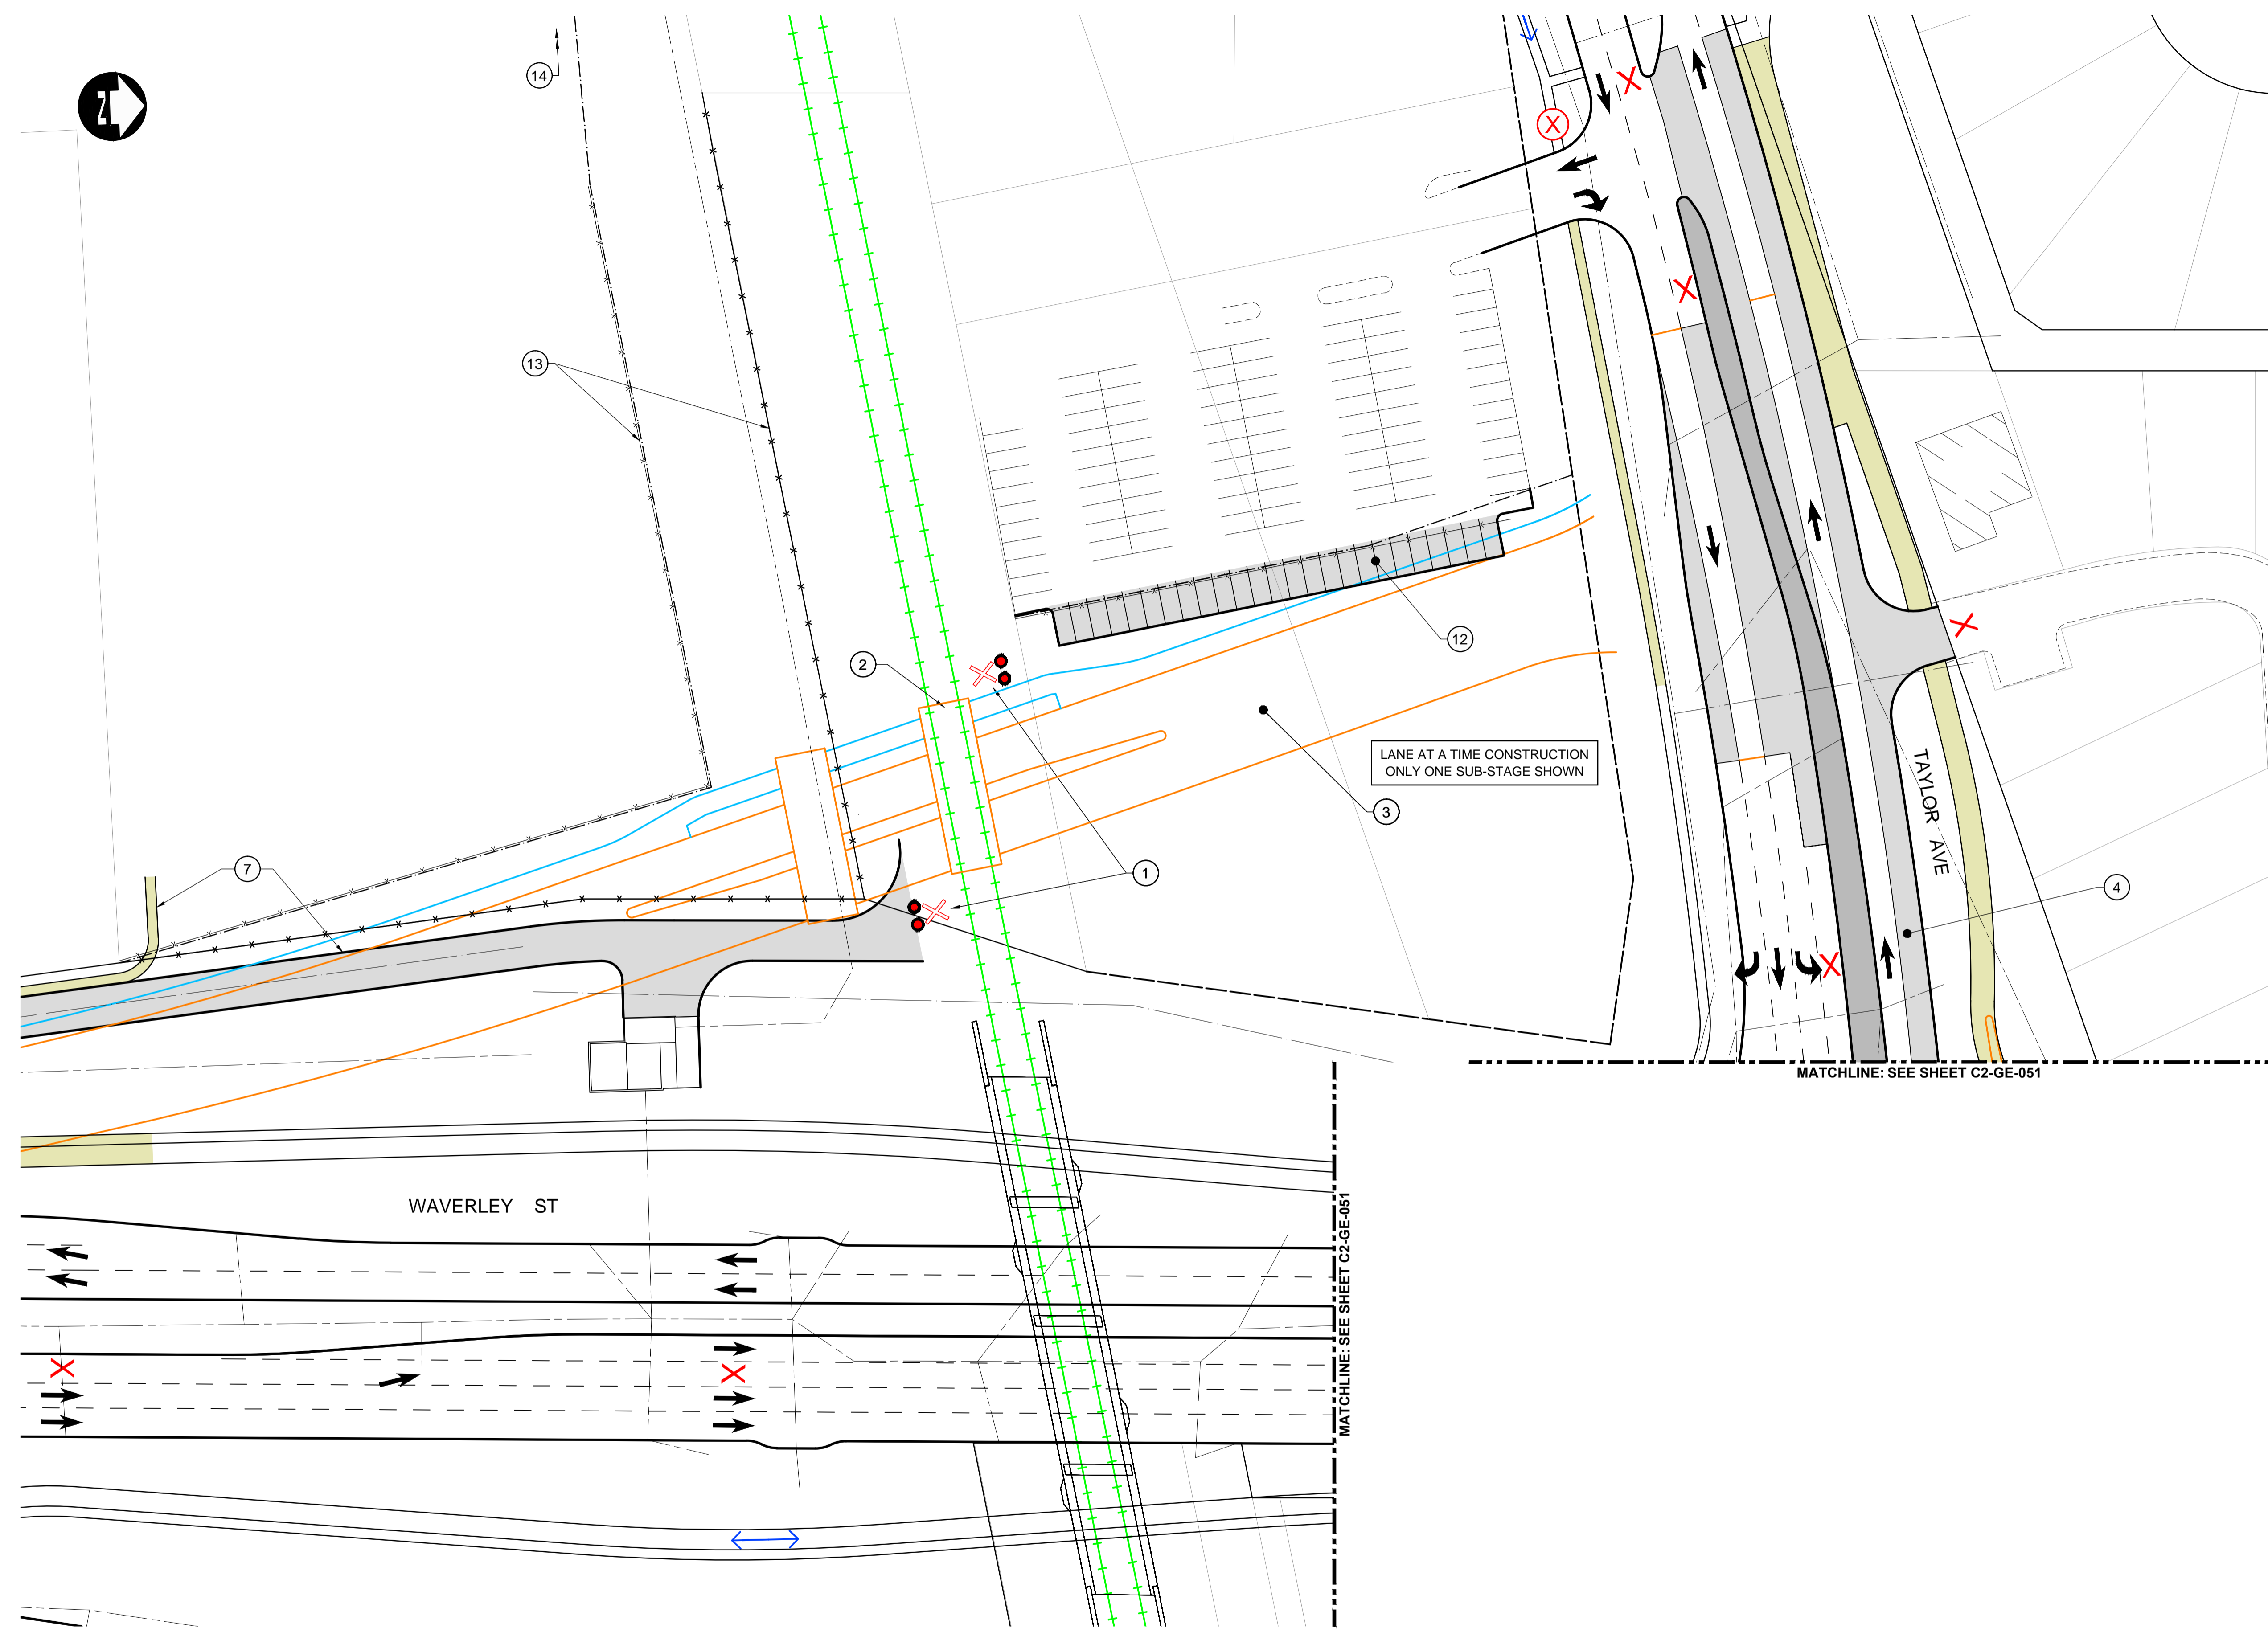 14
N
X
13
2
12
LANE AT A TIME CONSTRUCTION
ONLY ONE SUB-STAGE SHOWN
3
TAYLOR AVE
7
1
4
MATCHLINE: SEE SHEET C2-GE-051
WAVERLEY ST
MATCHLINE: SEE SHEET C2-GE-051